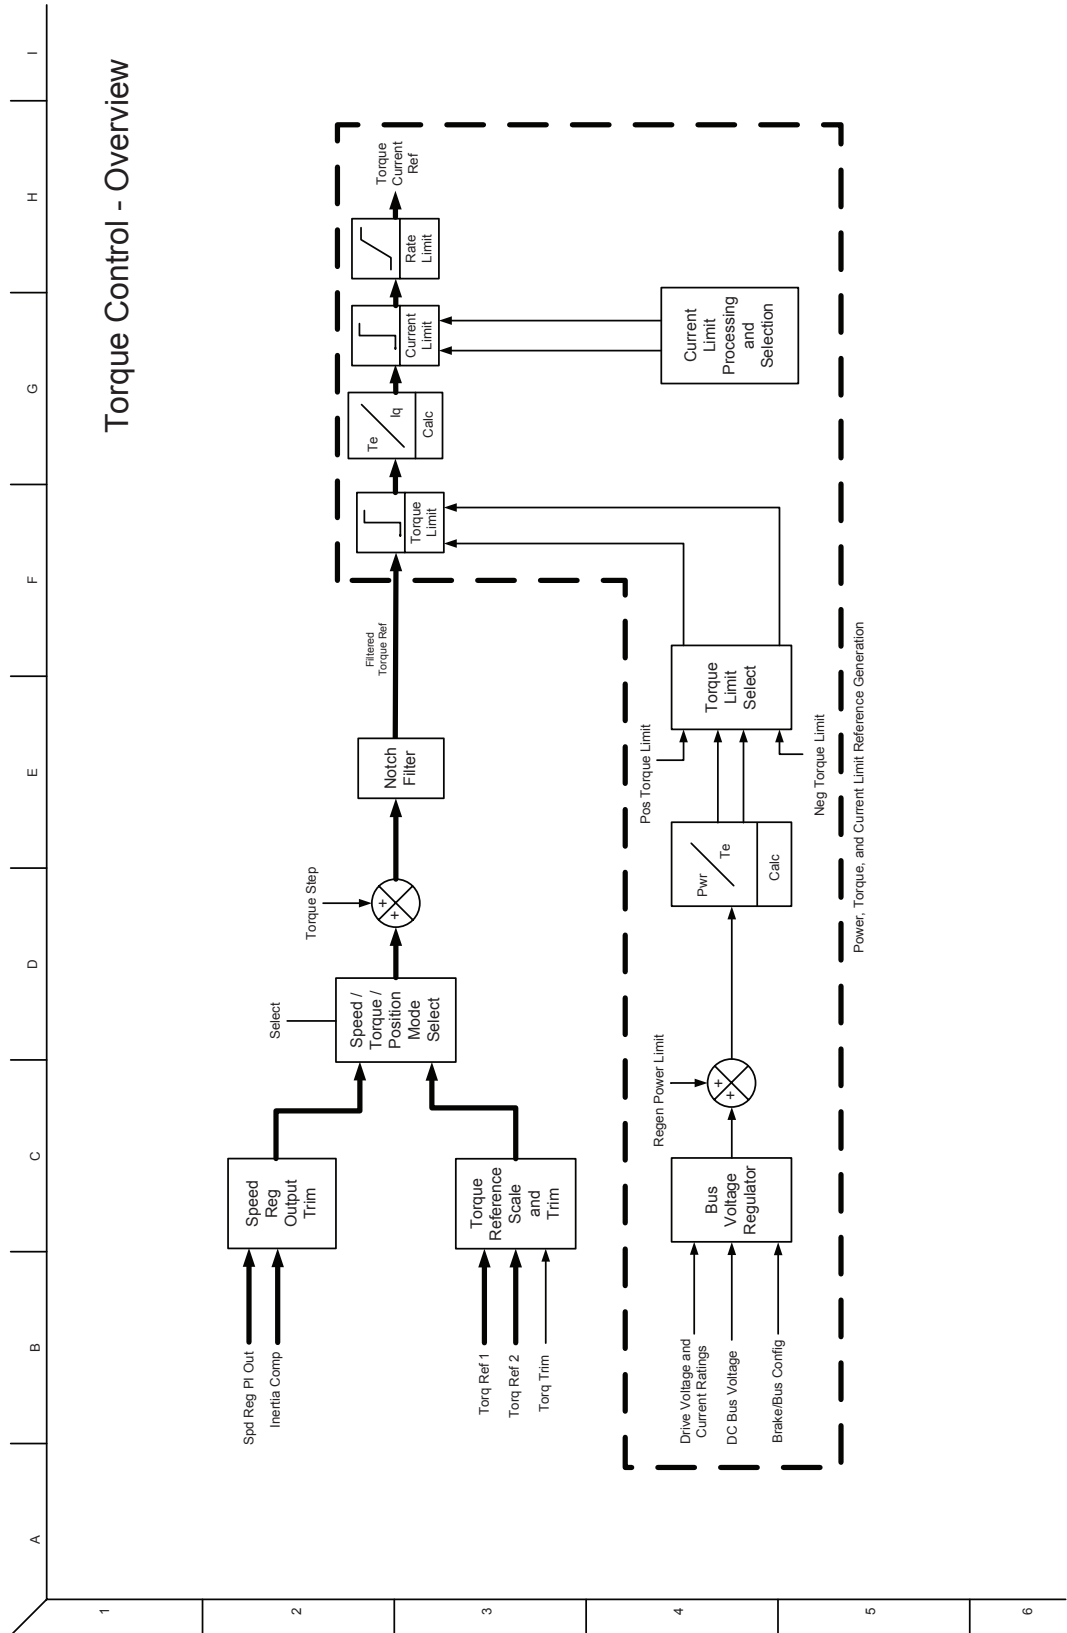 Torque Control - Overview
A
B
C
D
E
F
G
H
I
1
2
3
4
5
6
Spd Reg PI Out
Inertia Comp
Speed
Reg
Output
Trim
Torq Ref 1
Torq Ref 2
Torq Trim
Torque
Reference
Scale
and
Trim
Select
Speed /
Torque /
Position
Mode
Select
Torque Step
+
+
Notch
Filter
Filtered
Torque Ref
Torque
Limit
Te
Iq
Calc
Current
Limit
Rate
Limit
Torque
Current
Ref
Drive Voltage and
Current Ratings
DC Bus Voltage
Brake/Bus Config
Bus
Voltage
Regulator
Regen Power Limit
+
+
Pwr
Te
Calc
Pos Torque Limit
Neg Torque Limit
Torque
Limit
Select
Current
Limit
Processing
and
Selection
Power, Torque, and Current Limit Reference Generation